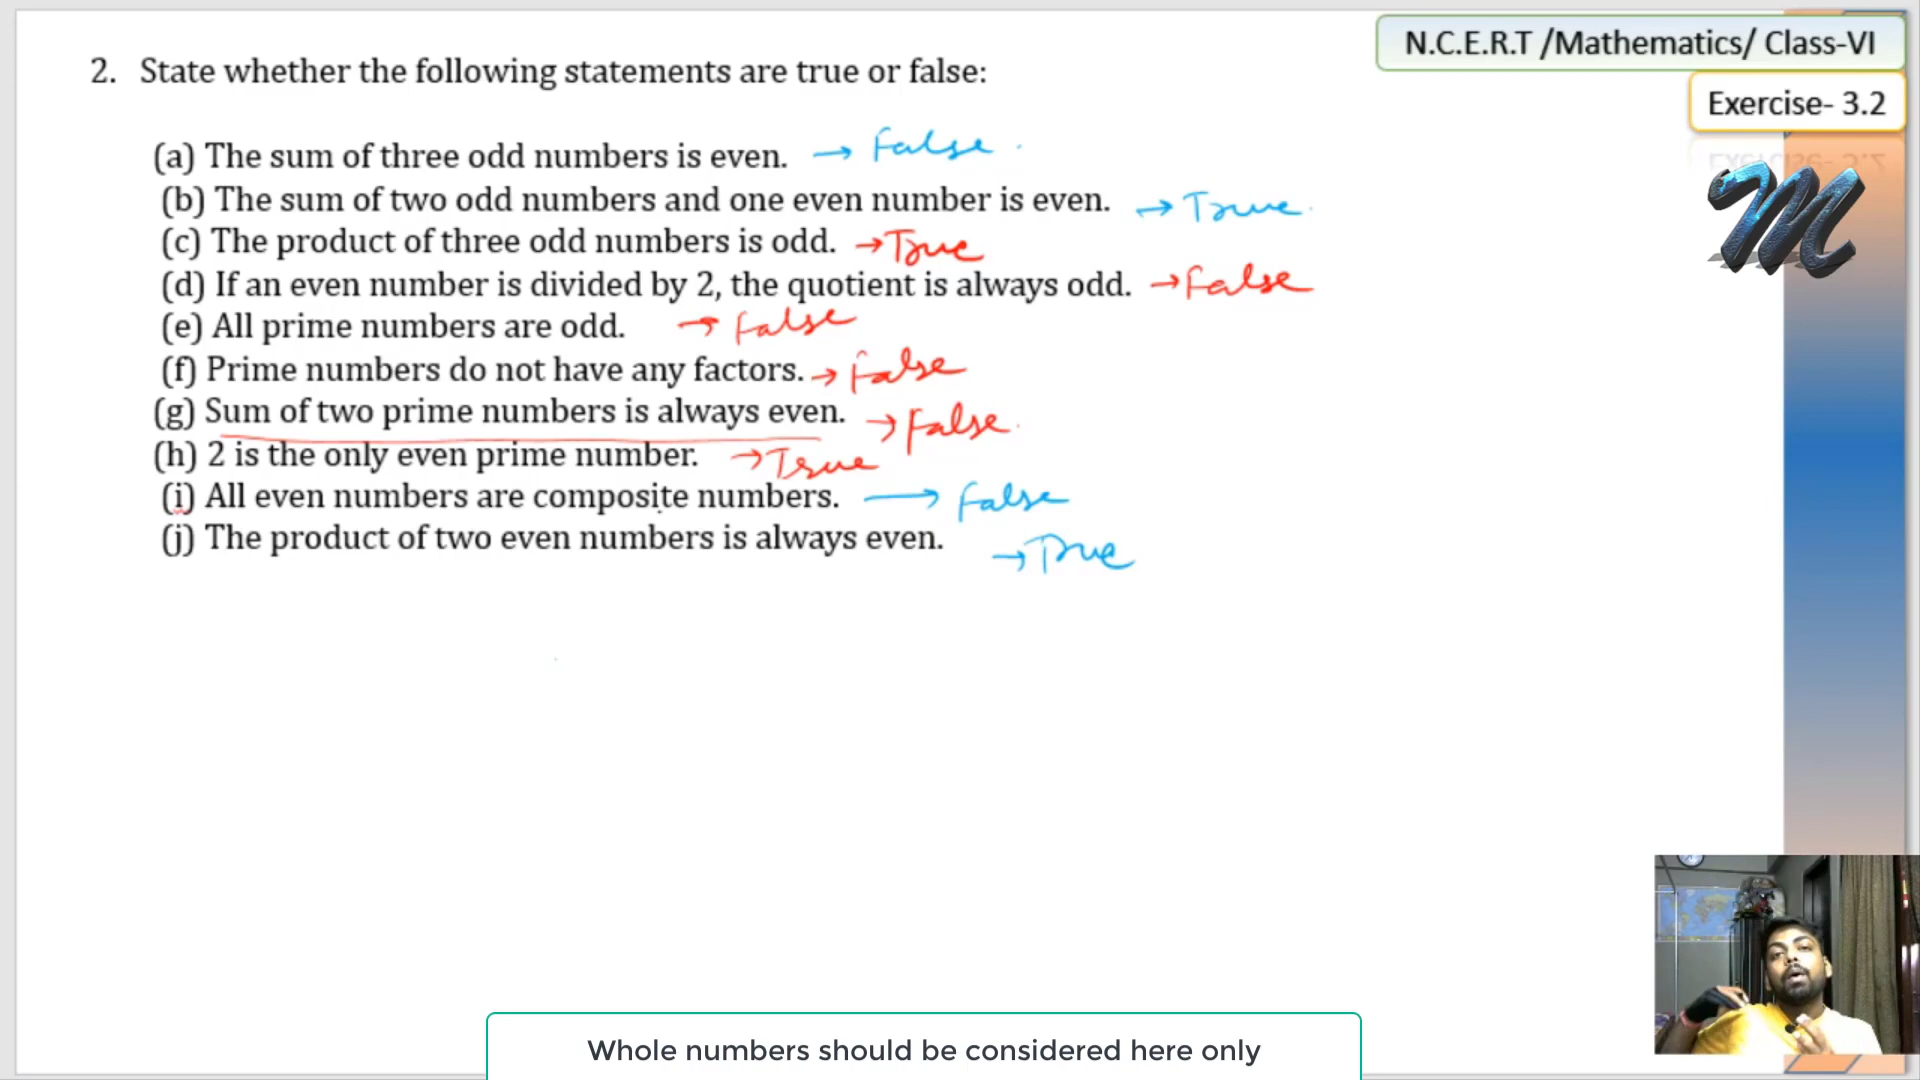 N.C.E.R.T /Mathematics/ Class-VI
Exercise- 3.2
2. State whether the following statements are true or false:
(a) The sum of three odd numbers is even. → False
(b) The sum of two odd numbers and one even number is even. → True
(c) The product of three odd numbers is odd. → True
(d) If an even number is divided by 2, the quotient is always odd. → False
(e) All prime numbers are odd. → False
(f) Prime numbers do not have any factors. → False
(g) Sum of two prime numbers is always even. → False
(h) 2 is the only even prime number. → True
(i) All even numbers are composite numbers. → False
(j) The product of two even numbers is always even. → True
M
Whole numbers should be considered here only